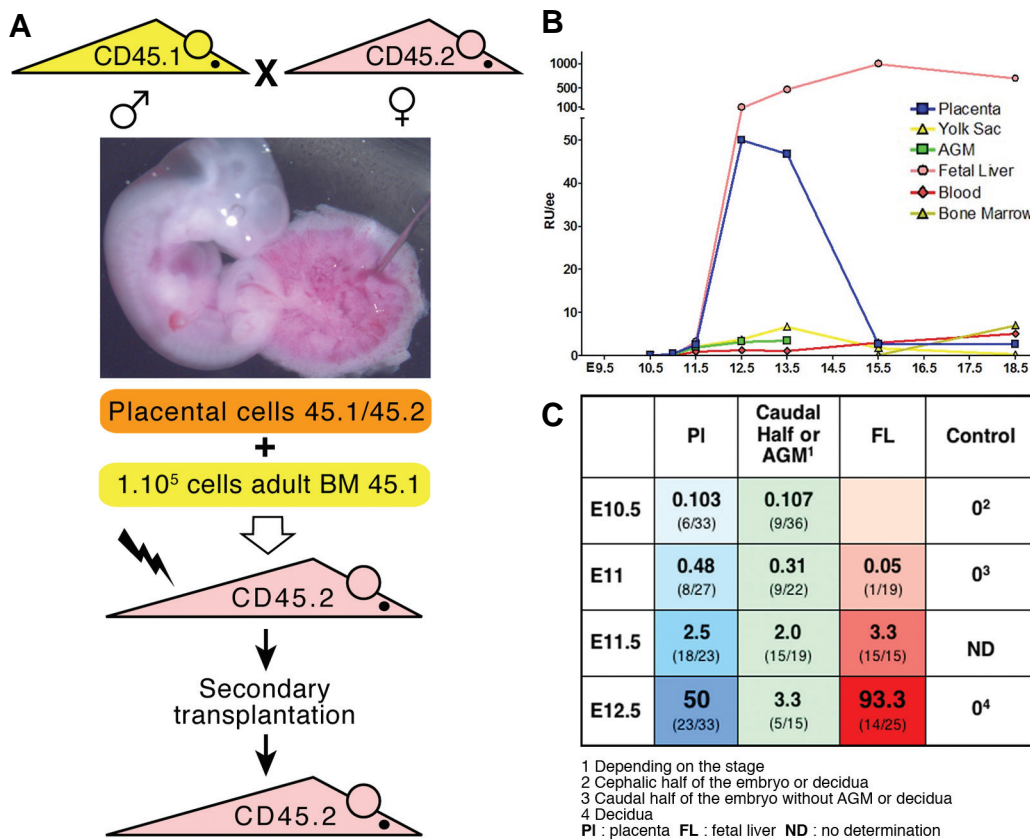 A
CD45.1
X
CD45.2
♂
♀
Placental cells 45.1/45.2
+
1.10⁵ cells adult BM 45.1
CD45.2
Secondary
transplantation
CD45.2
B
RU/ee
1000
500
100
50
40
30
20
10
0
E9.5 10.5 11.5 12.5 13.5 15.5 16.5 17.5 18.5
Placenta
Yolk Sac
AGM
Fetal Liver
Blood
Bone Marrow
C
Pl
Caudal
Half or
AGM¹
FL
Control
E10.5 0.103 0.107 0²
(6/33) (9/36)
E11 0.48 0.31 0.05 0³
(8/27) (9/22) (1/19)
E11.5 2.5 2.0 3.3 ND
(18/23) (15/19) (15/15)
E12.5 50 3.3 93.3 0⁴
(23/33) (5/15) (14/25)
1 Depending on the stage
2 Cephalic half of the embryo or decidua
3 Caudal half of the embryo without AGM or decidua
4 Decidua
Pl : placenta FL : fetal liver ND : no determination